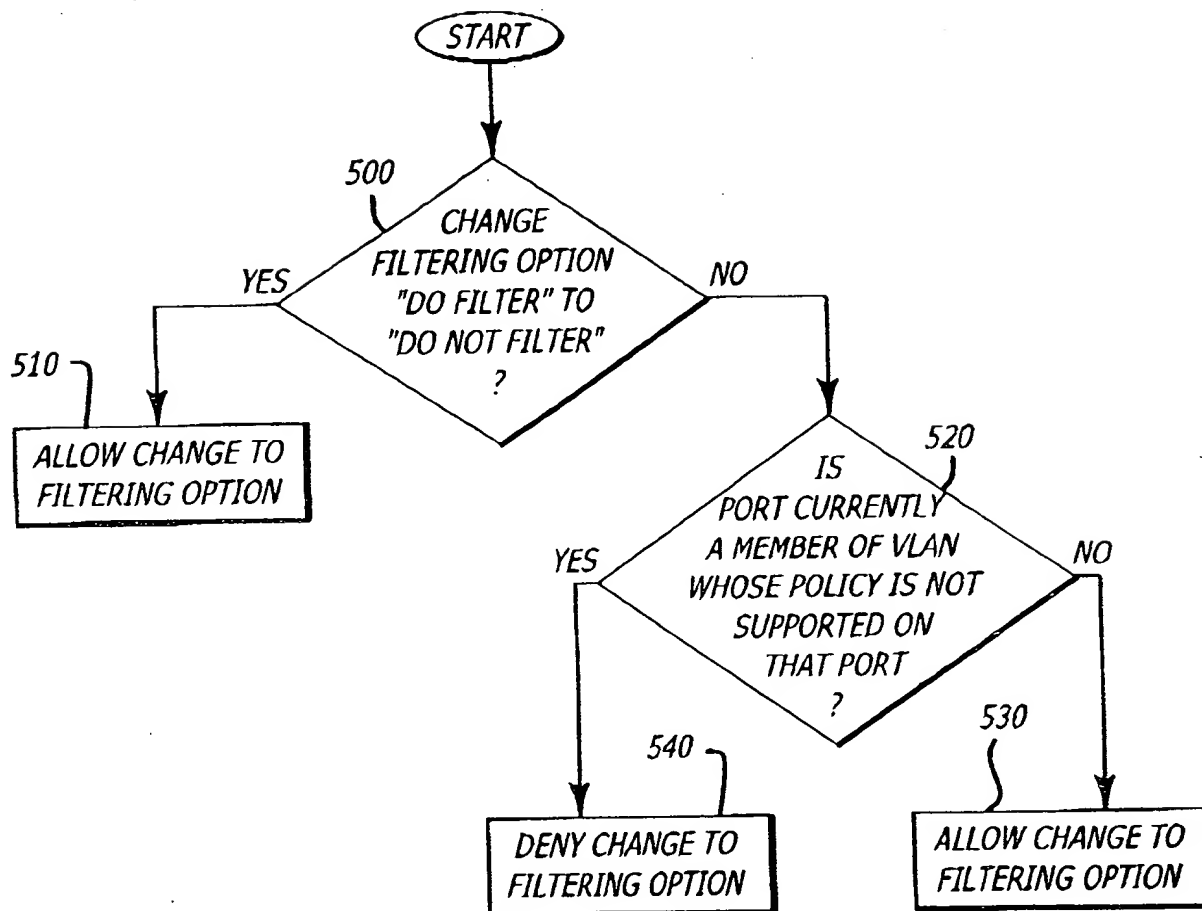 START
500
CHANGE
FILTERING OPTION
"DO FILTER" TO
"DO NOT FILTER"
?
YES
NO
510
ALLOW CHANGE TO
FILTERING OPTION
520
IS
PORT CURRENTLY
A MEMBER OF VLAN
WHOSE POLICY IS NOT
SUPPORTED ON
THAT PORT
?
YES
NO
540
DENY CHANGE TO
FILTERING OPTION
530
ALLOW CHANGE TO
FILTERING OPTION